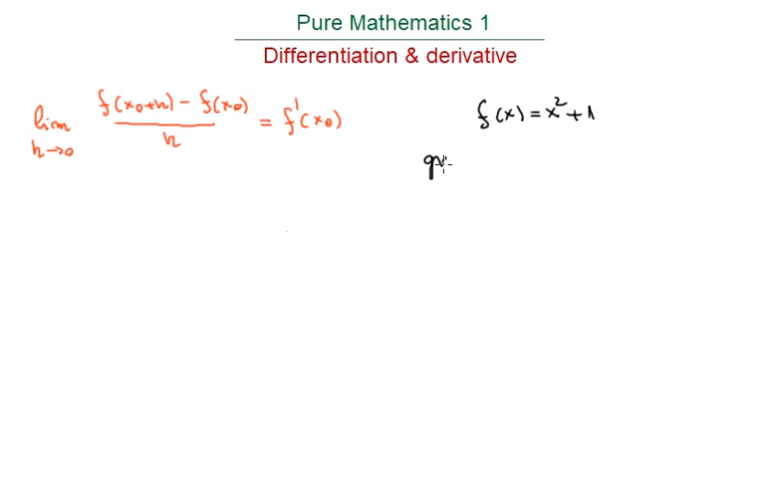 Pure Mathematics 1
Differentiation & derivative
lim h→0 f(x₀+h) - f(x₀) / h = f'(x₀)
f(x) = x² + 1